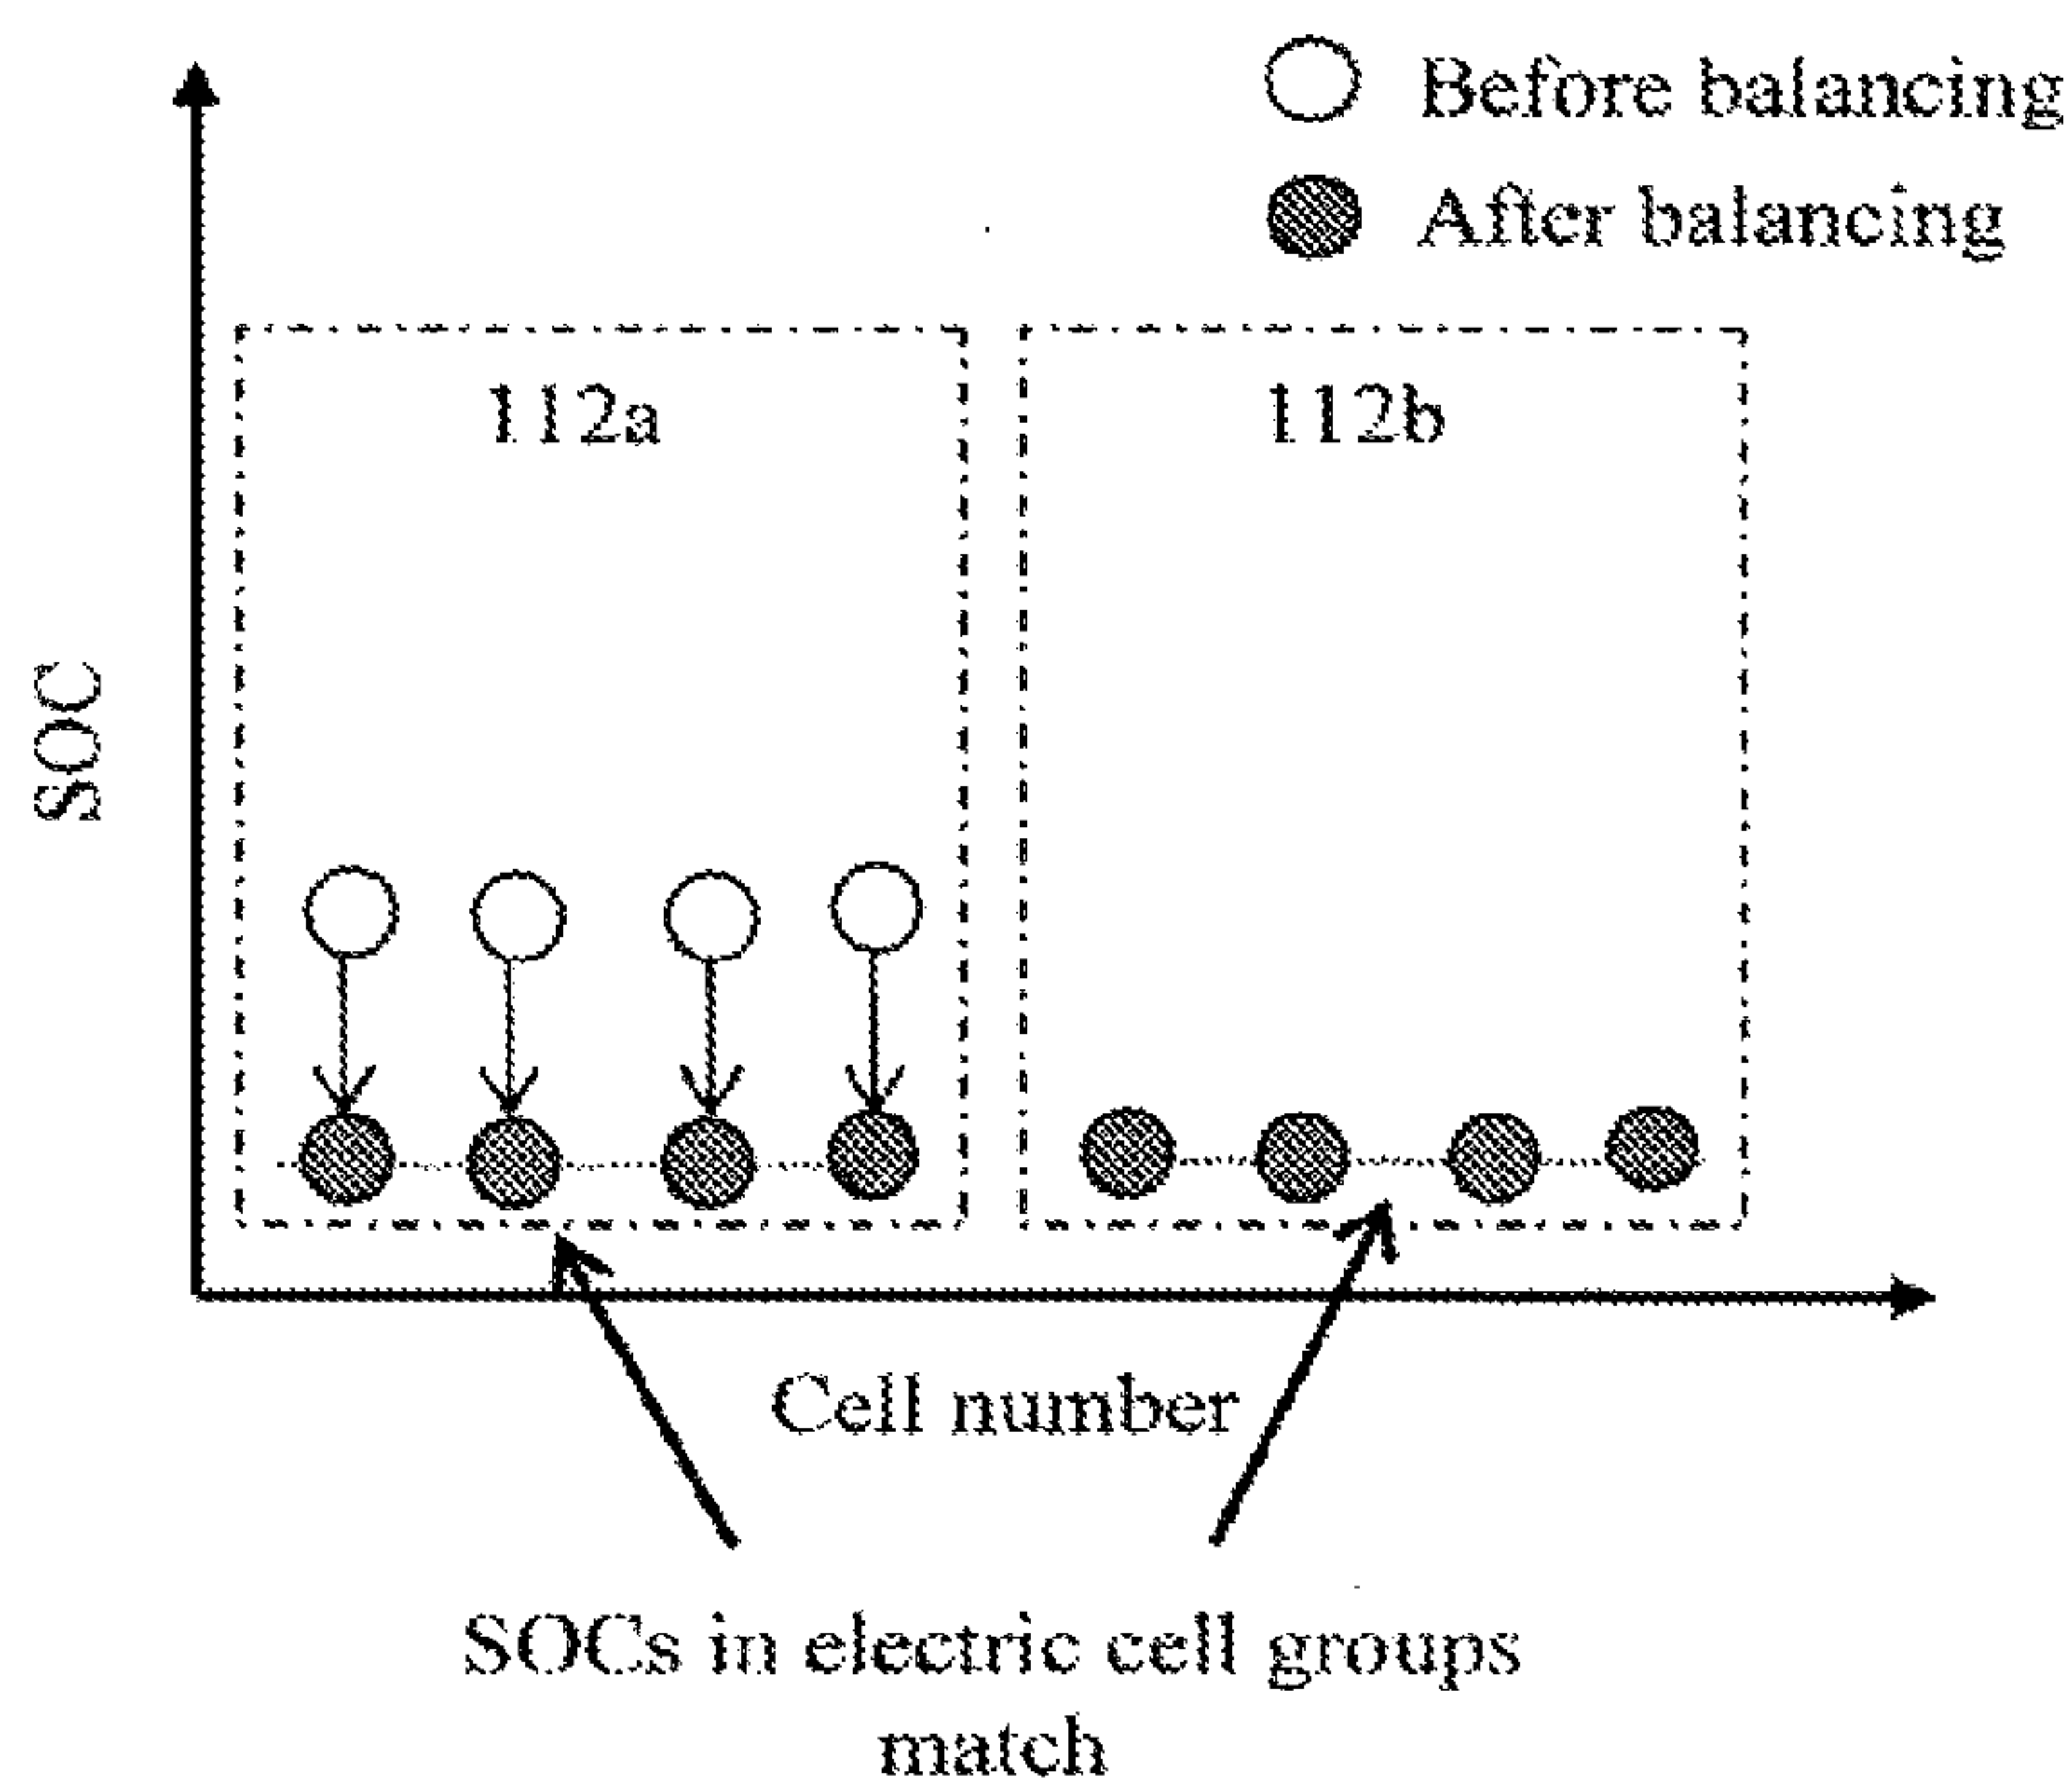 Before balancing
After balancing
112a
112b
SOC
Cell number
SOCs in electric cell groups
match